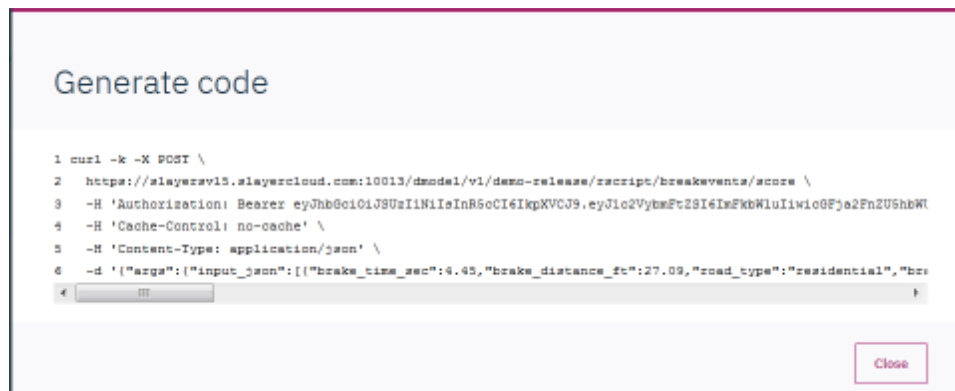 Generate code
1 curl -k -X POST \
2 https://slayersv15.slayercloud.com:10013/dmodel/v1/demo-release/rscript/breakevents/score \
3 -H 'Authorization: Bearer
4 -H 'Cache-Control: no-cache' \
5 -H 'Content-Type: application/json' \
6 -d '{"args":{"input_json":[{"brake_time_sec":4.45,"brake_distance_ft":27.09,"road_type":"residential","bra
Close